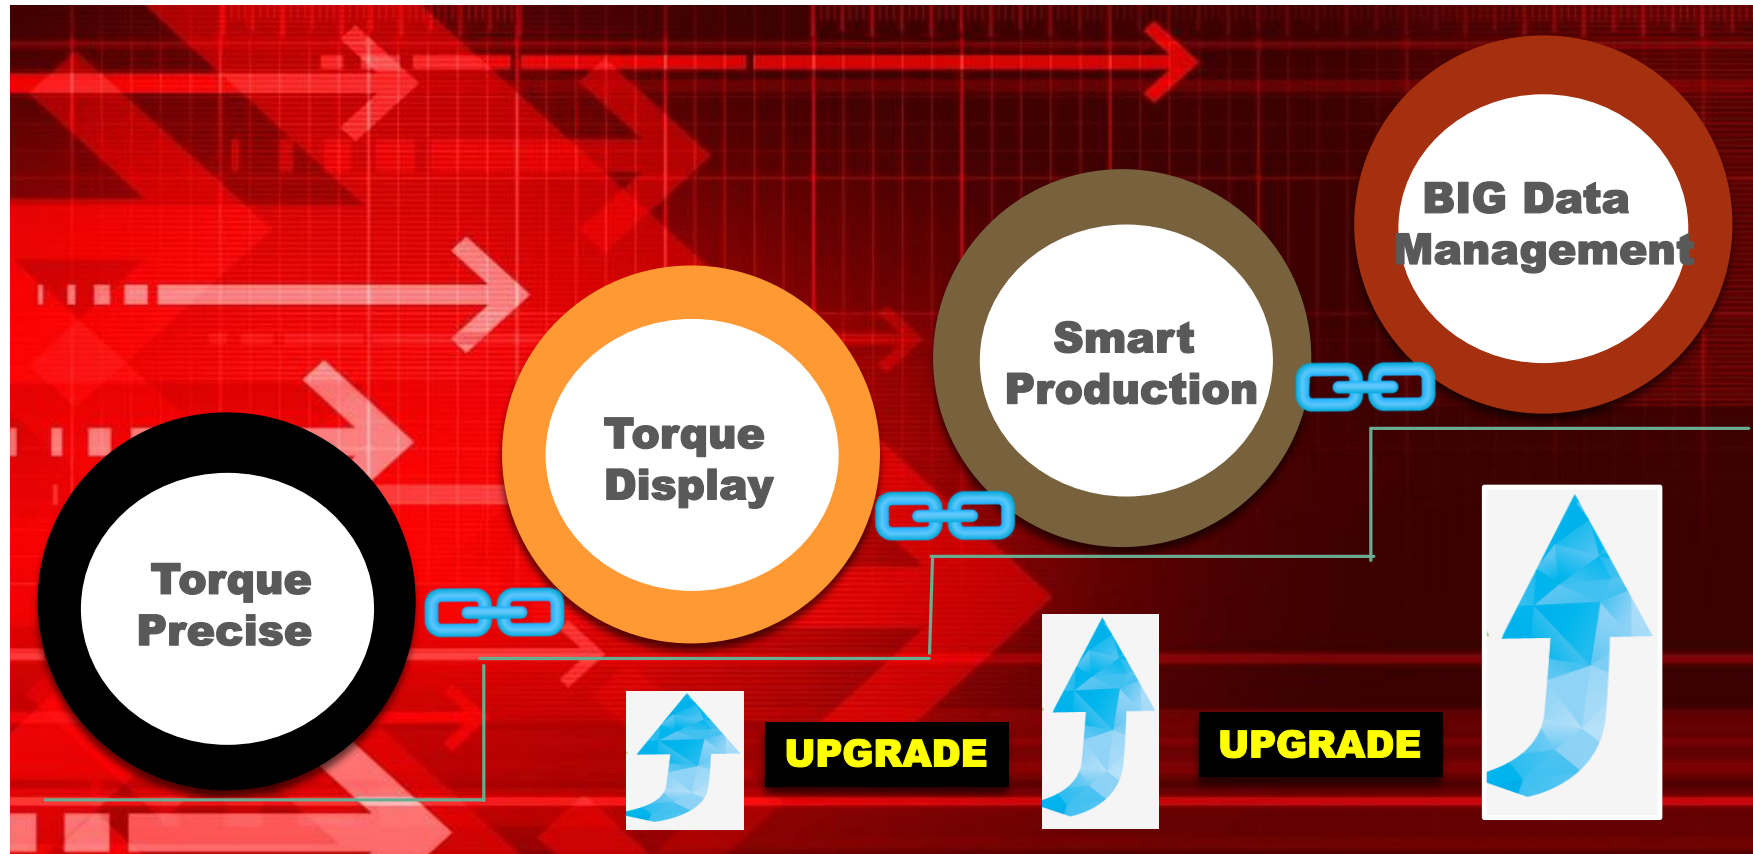 Torque
Precise
Torque
Display
Smart
Production
BIG Data
Management
UPGRADE
UPGRADE